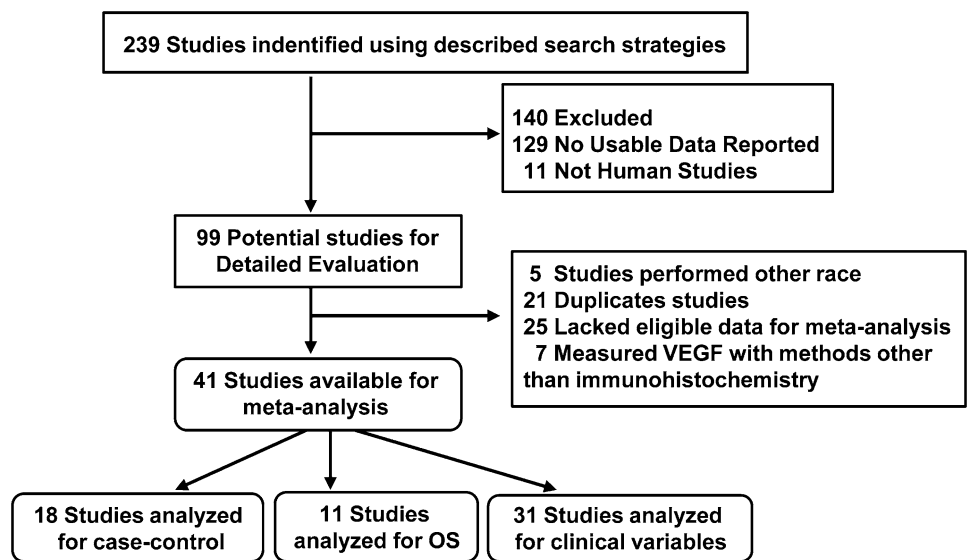 239 Studies indentified using described search strategies
140 Excluded
129 No Usable Data Reported
11 Not Human Studies
99 Potential studies for
Detailed Evaluation
5 Studies performed other race
21 Duplicates studies
25 Lacked eligible data for meta-analysis
7 Measured VEGF with methods other
than immunohistochemistry
41 Studies available for
meta-analysis
18 Studies analyzed
for case-control
11 Studies
analyzed for OS
31 Studies analyzed
for clinical variables